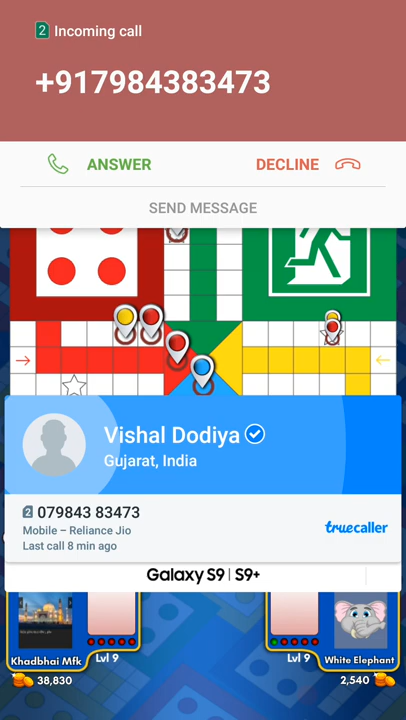 2 Incoming call
+917984383473
ANSWER DECLINE
SEND MESSAGE
Vishal Dodiya
Gujarat, India
2 079843 83473
Mobile – Reliance Jio
Last call 8 min ago
truecaller
Galaxy S9 | S9+
Khadbhai Mfk Lvl 9 Lvl 9 White Elephant
38,830 2,540